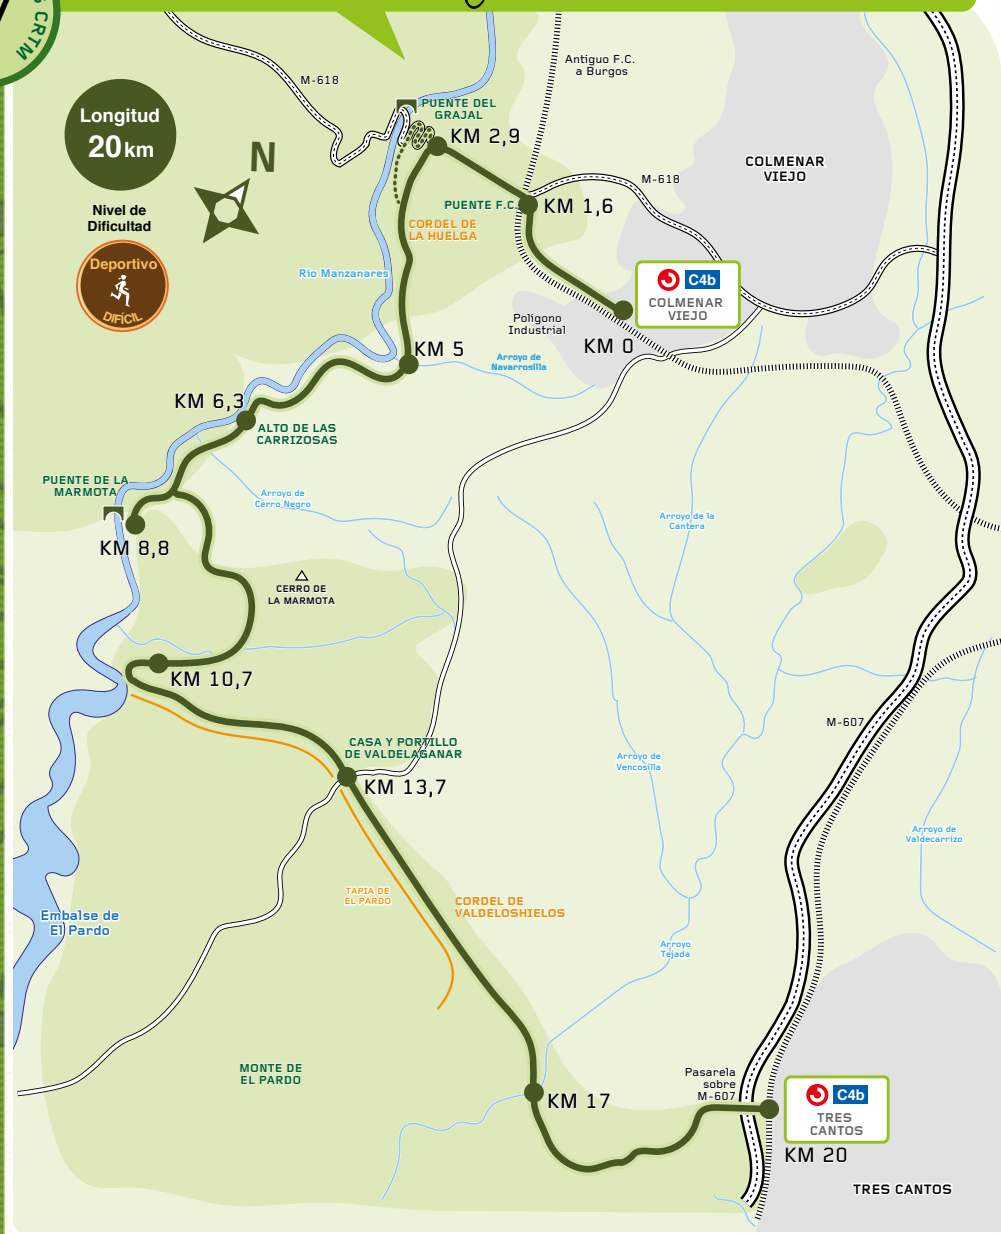 S CRTM
M-618
Antiguo F.C.
a Burgos
PUENTE DEL
GRAJAL
Longitud
20 km
KM 2,9
N
COLMENAR
VIEJO
M-618
Nivel de
Dificultad
PUENTE F.C.
KM 1,6
CORDEL DE
LA HUELGA
Deportivo
DIFÍCIL
Río Manzanares
C4b
COLMENAR
VIEJO
Polígono
Industrial
KM 0
KM 5
Arroyo de
Navarrosilla
KM 6,3
ALTO DE LAS
CARRIZOSAS
PUENTE DE LA
MARMOTA
Arroyo de
Cerro Negro
Arroyo de la
Cantera
KM 8,8
CERRO DE
LA MARMOTA
KM 10,7
M-607
CASA Y PORTILLO
DE VALDELAGANAR
Arroyo de
Vencosilla
KM 13,7
Arroyo de
Valdecarrizo
TAPIA DE
EL PARDO
CORDEL DE
VALDELOSHIELOS
Embalse de
El Pardo
Arroyo
Tejada
MONTE DE
EL PARDO
Pasarela
sobre
M-607
KM 17
C4b
TRES
CANTOS
KM 20
TRES CANTOS